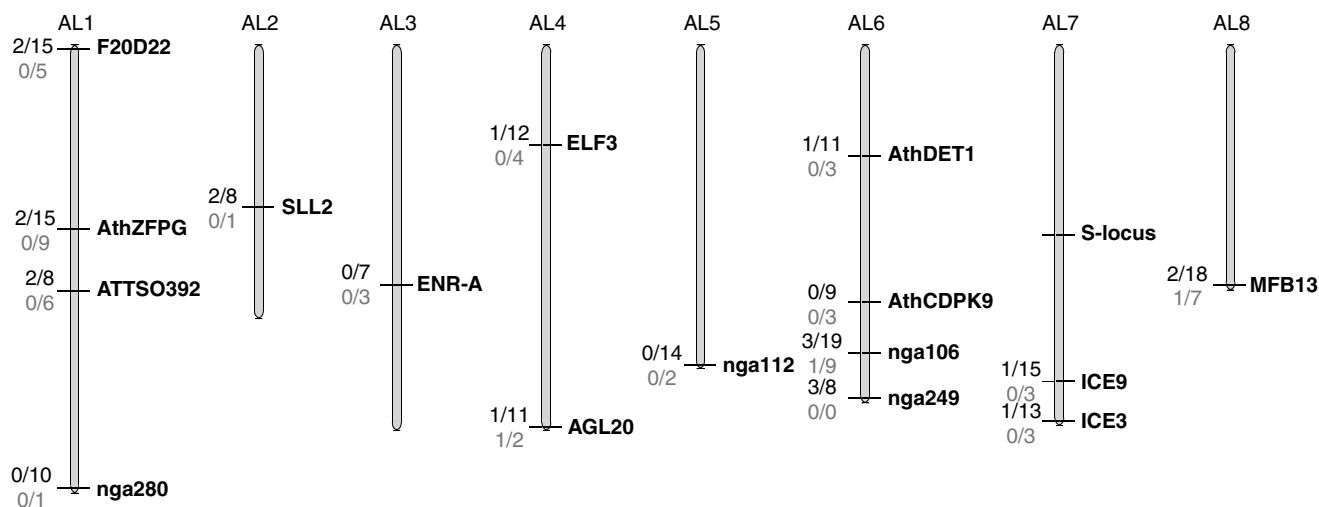 AL1 AL2 AL3 AL4 AL5 AL6 AL7 AL8
2/15 F20D22
0/5
1/12 ELF3
0/4
1/11 AthDET1
0/3
2/8 SLL2
0/1
2/15 AthZFPG
0/9
S-locus
2/8 ATTSO392
0/6
0/7 ENR-A
0/3
2/18 MFB13
1/7
0/9 AthCDPK9
0/3
3/19 nga106
1/9
0/14 nga112
0/2
1/15 ICE9
0/3
3/8 nga249
0/0
1/13 ICE3
0/3
1/11 AGL20
1/2
0/10 nga280
0/1